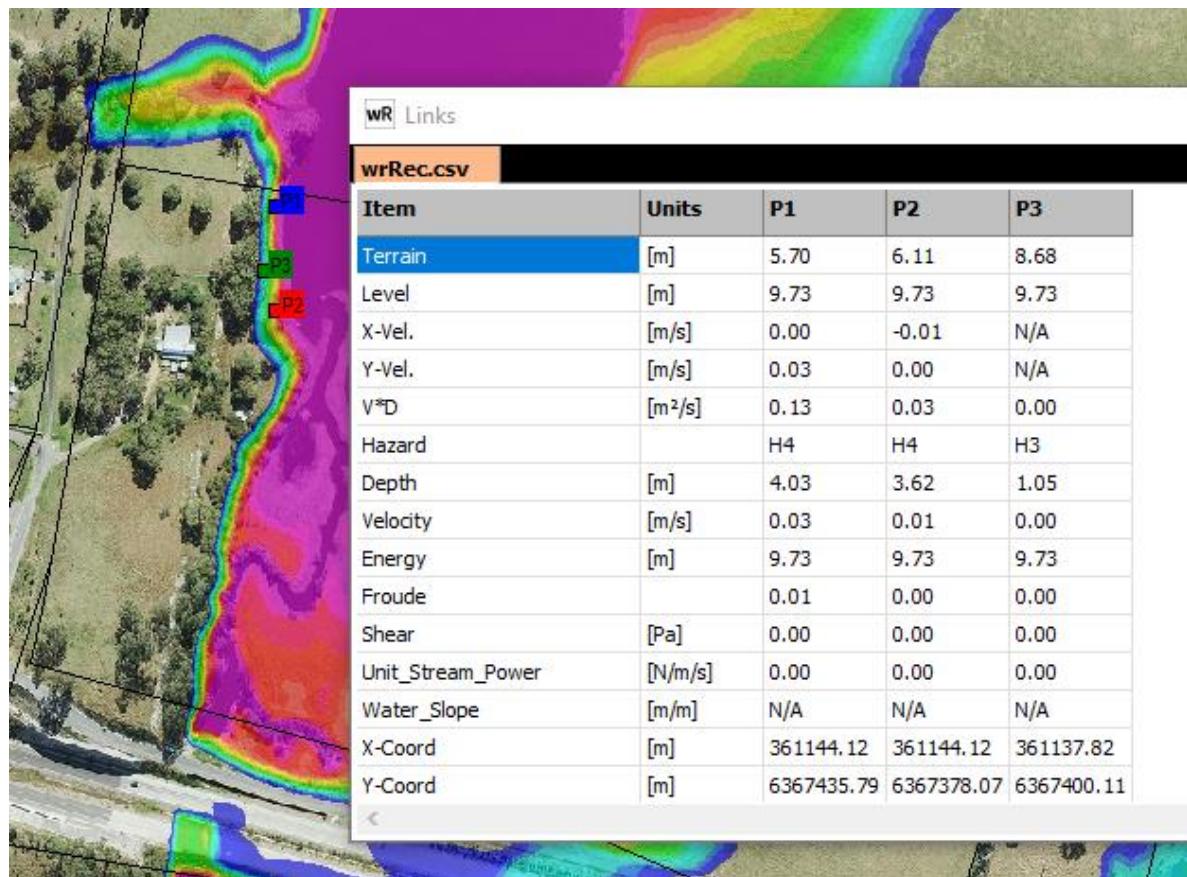 wR Links
wrRec.csv
Item Units P1 P2 P3
Terrain [m] 5.70 6.11 8.68
Level [m] 9.73 9.73 9.73
X-Vel. [m/s] 0.00 -0.01 N/A
Y-Vel. [m/s] 0.03 0.00 N/A
V*D [m²/s] 0.13 0.03 0.00
Hazard H4 H4 H3
Depth [m] 4.03 3.62 1.05
Velocity [m/s] 0.03 0.01 0.00
Energy [m] 9.73 9.73 9.73
Froude 0.01 0.00 0.00
Shear [Pa] 0.00 0.00 0.00
Unit_Stream_Power [N/m/s] 0.00 0.00 0.00
Water_Slope [m/m] N/A N/A N/A
X-Coord [m] 361144.12 361144.12 361137.82
Y-Coord [m] 6367435.79 6367378.07 6367400.11
P1
P3
P2